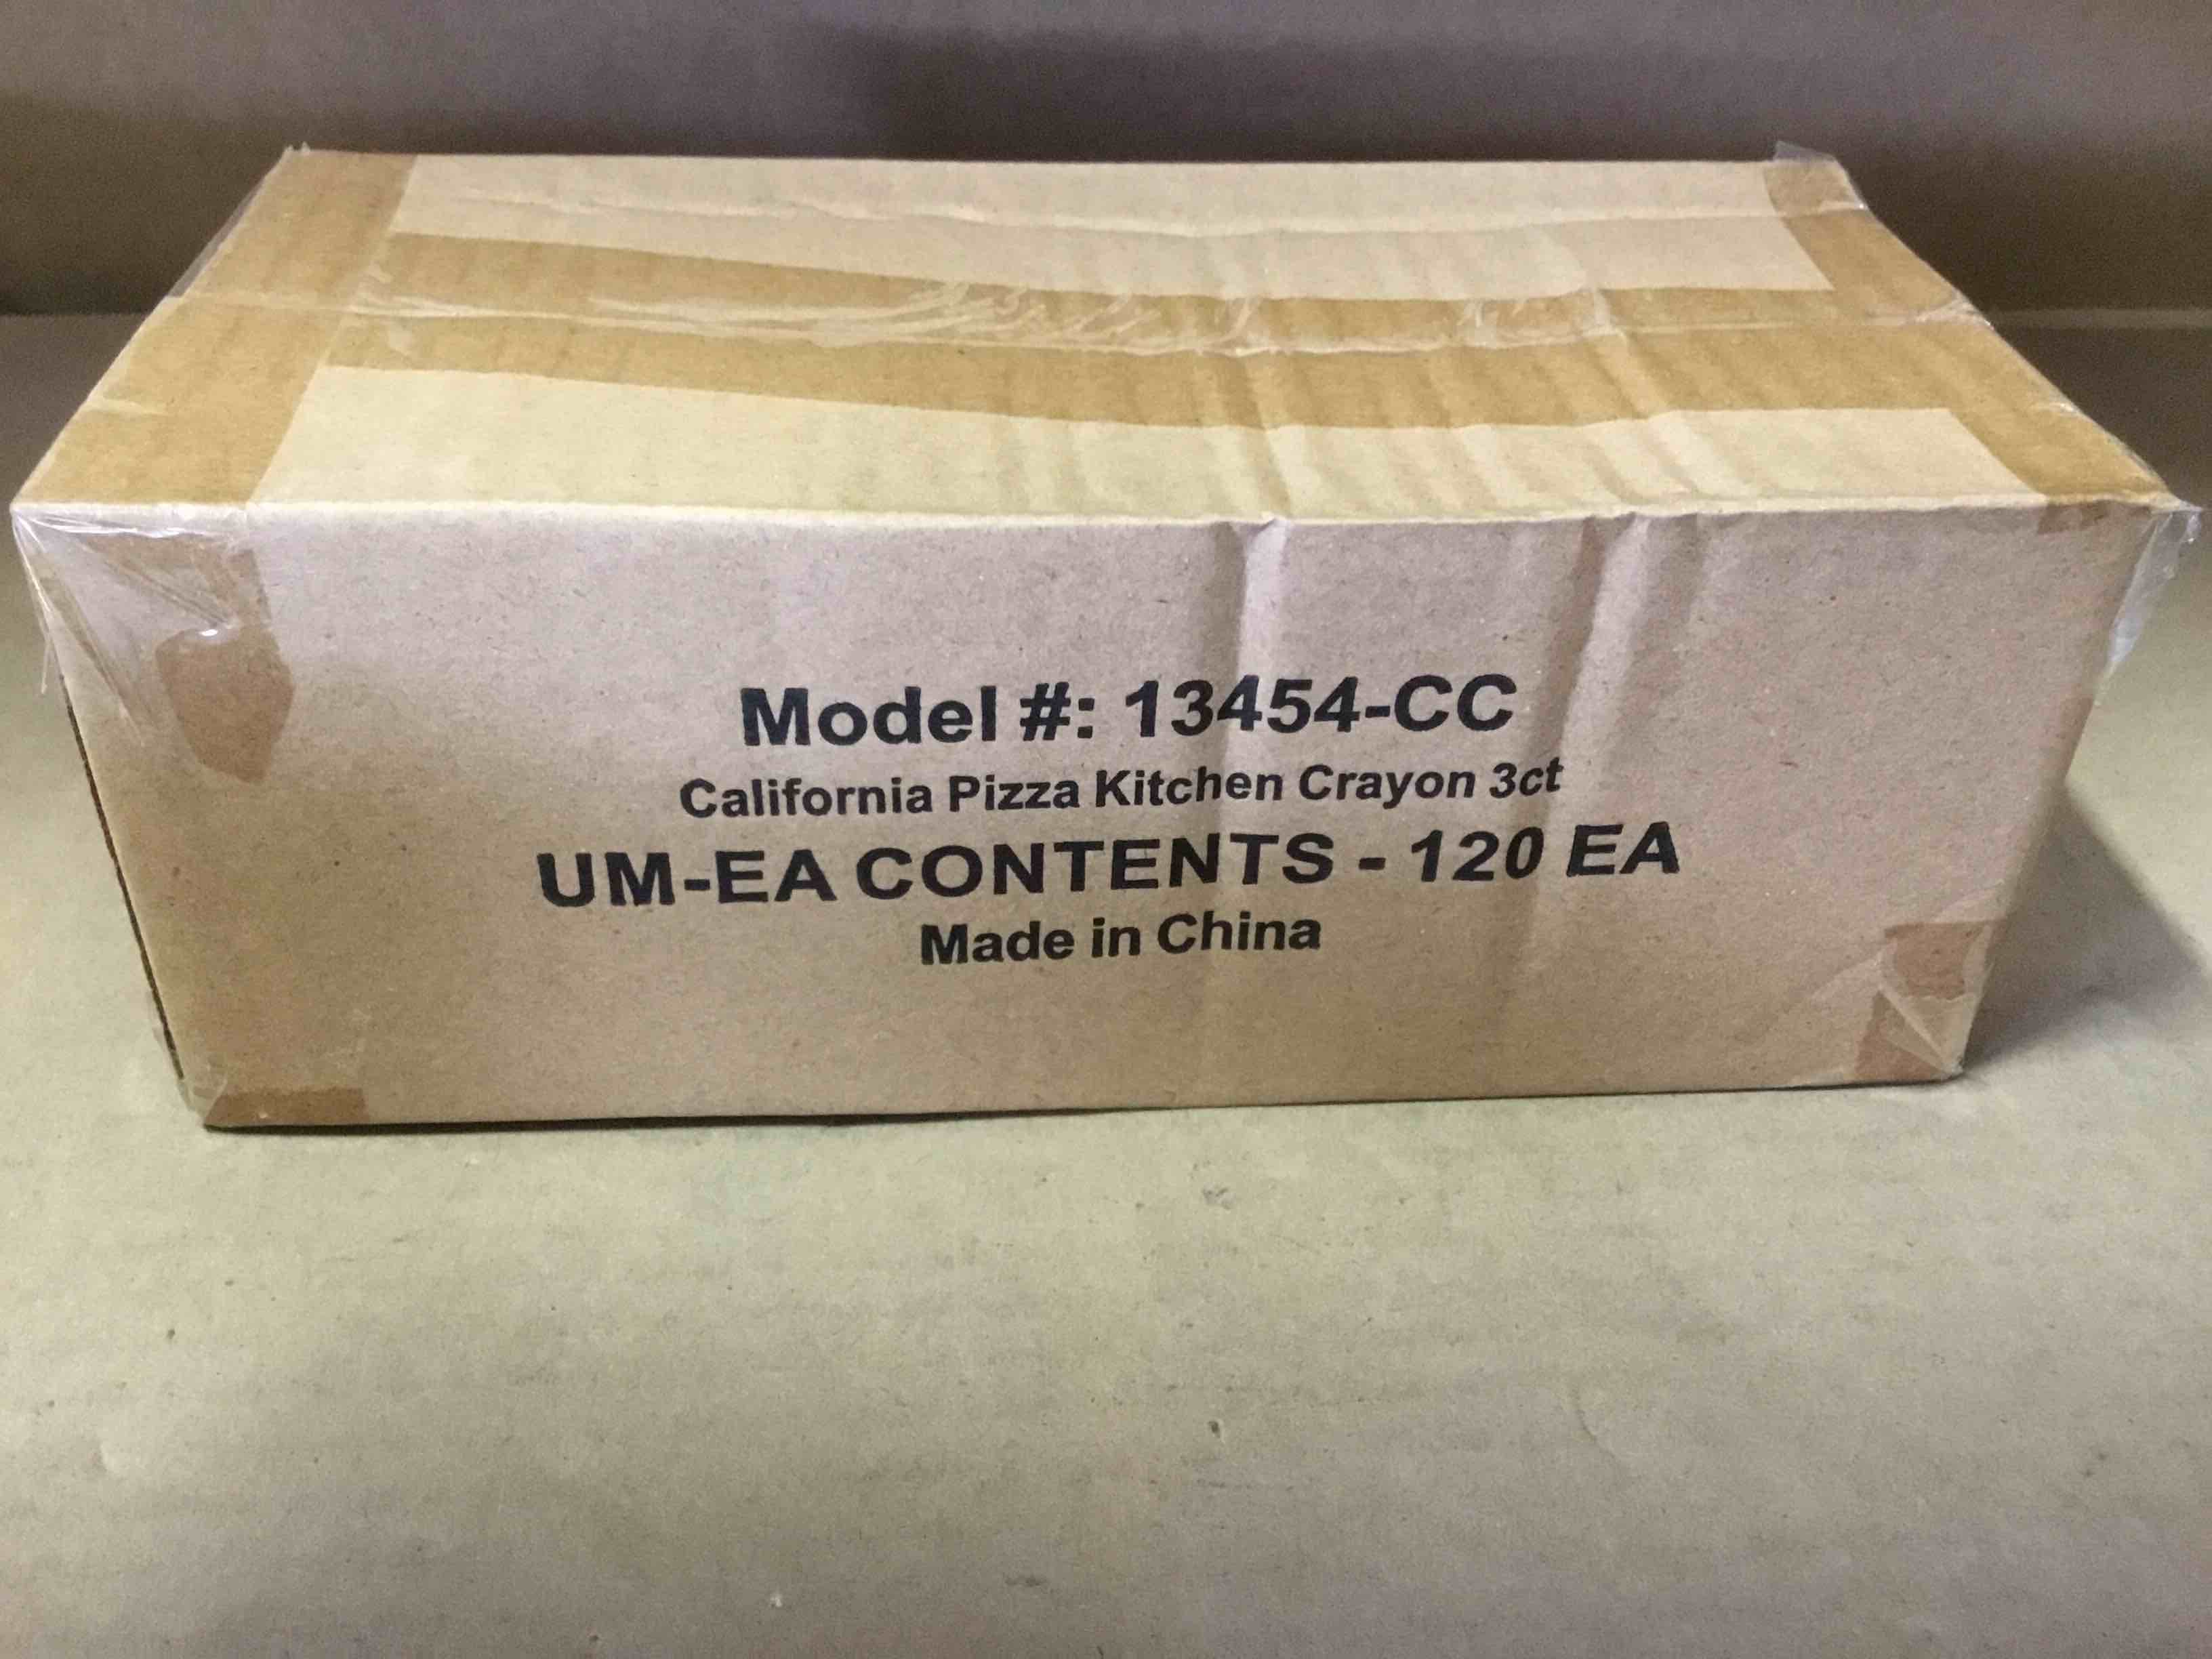 Model #: 13454-CC
California Pizza Kitchen Crayon 3ct
UM-EA CONTENTS - 120 EA
Made in China